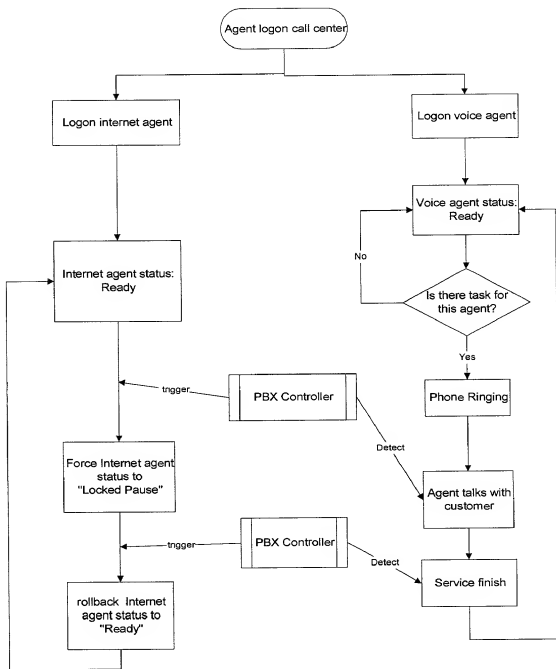 Agent logon call center
Logon internet agent
Logon voice agent
Voice agent status:
Ready
No
Internet agent status:
Ready
Is there task for
this agent?
Yes
trigger
PBX Controller
Phone Ringing
Detect
Force Internet agent
status to
"Locked Pause"
Agent talks with
customer
trigger
PBX Controller
Detect
Service finish
rollback Internet
agent status to
"Ready"